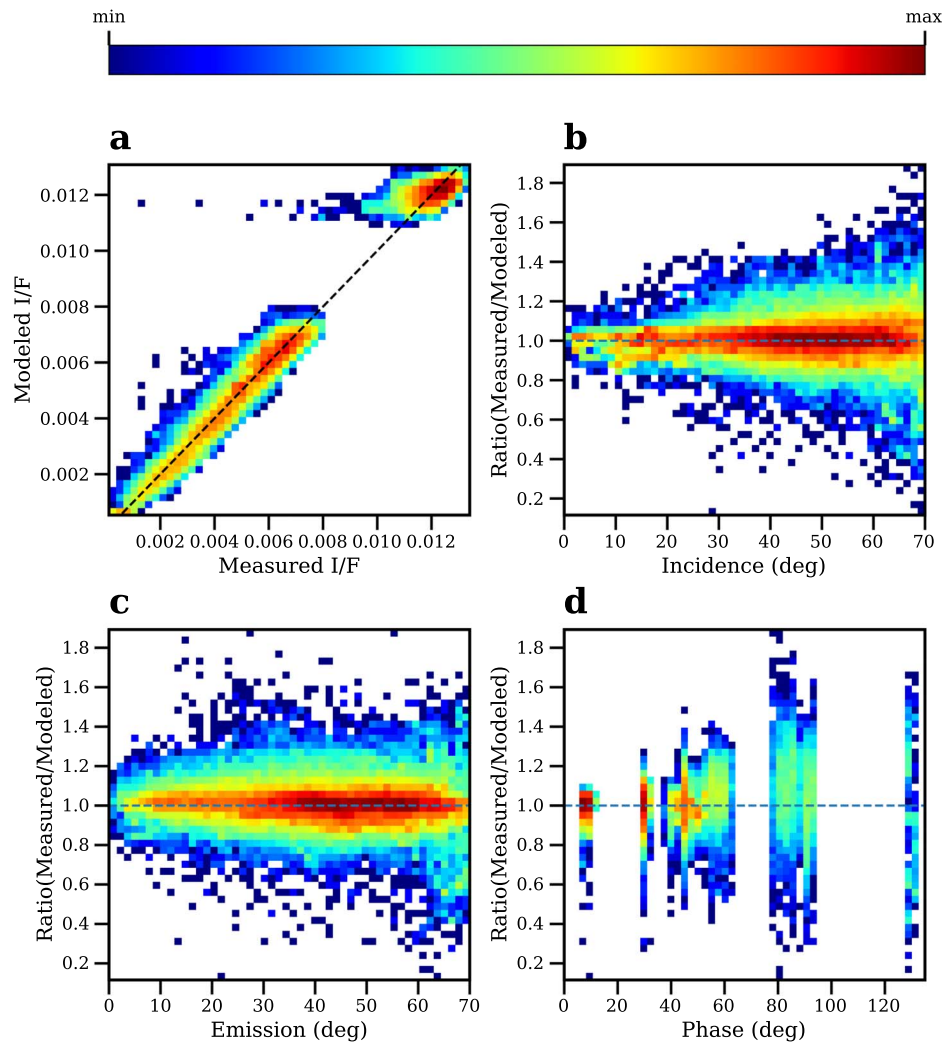 min max
a
b
0.012
0.010
0.008
0.006
0.004
0.002
Modeled I/F
0.002 0.004 0.006 0.008 0.010 0.012
Measured I/F
1.8
1.6
1.4
1.2
1.0
0.8
0.6
0.4
0.2
Ratio(Measured/Modeled)
0 10 20 30 40 50 60 70
Incidence (deg)
c
d
1.8
1.6
1.4
1.2
1.0
0.8
0.6
0.4
0.2
Ratio(Measured/Modeled)
0 10 20 30 40 50 60 70
Emission (deg)
1.8
1.6
1.4
1.2
1.0
0.8
0.6
0.4
0.2
Ratio(Measured/Modeled)
0 20 40 60 80 100 120
Phase (deg)